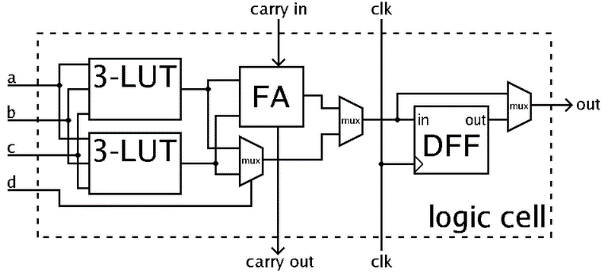 carry in
clk
a
b
c
d
3-LUT
3-LUT
FA
mux
mux
in
out
DFF
mux
out
logic cell
carry out
clk